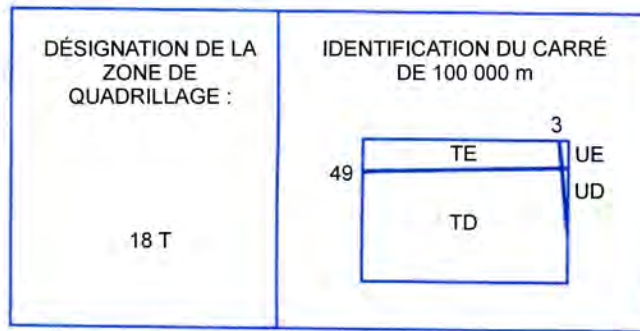 DÉSIGNATION DE LA
ZONE DE
QUADRILLAGE :
18 T
IDENTIFICATION DU CARRÉ
DE 100 000 m
3
TE
UE
49
UD
TD